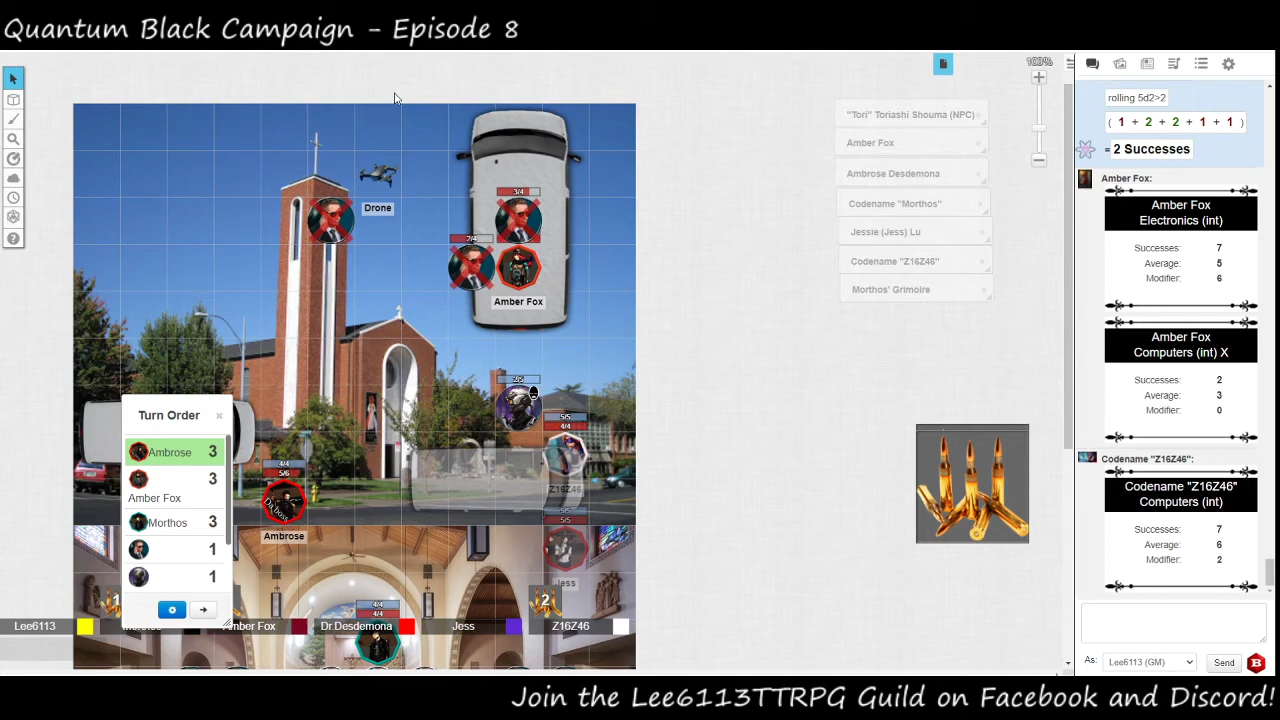 Quantum Black Campaign - Episode 8
100%
rolling 5d2>2
( 1 + 2 + 2 + 1 + 1 )
= 2 Successes
"Tori" Toriashi Shouma (NPC)
Amber Fox
Ambrose Desdemona
Codename "Morthos"
Jessie (Jess) Lu
Codename "Z16Z46"
Morthos' Grimoire
Drone
3/4
7/4
Amber Fox
Amber Fox:
Amber Fox
Electronics (int)
Successes: 7
Average: 5
Modifier: 6
Amber Fox
Computers (int) X
Successes: 2
Average: 3
Modifier: 0
Codename "Z16Z46":
Codename "Z16Z46"
Computers (int)
Successes: 7
Average: 6
Modifier: 2
Turn Order
Ambrose 3
3
Amber Fox
Morthos 3
1
1
5/5
4/4
Z16Z46
4/4
5/6
Da boss
Ambrose
5/5
5/5
Jess
1
2
4/4
4/4
Lee6113
Amber Fox
Dr.Desdemona
Jess
Z16Z46
As:
Lee6113 (GM)
Send
B
Join the Lee6113TTRPG Guild on Facebook and Discord!